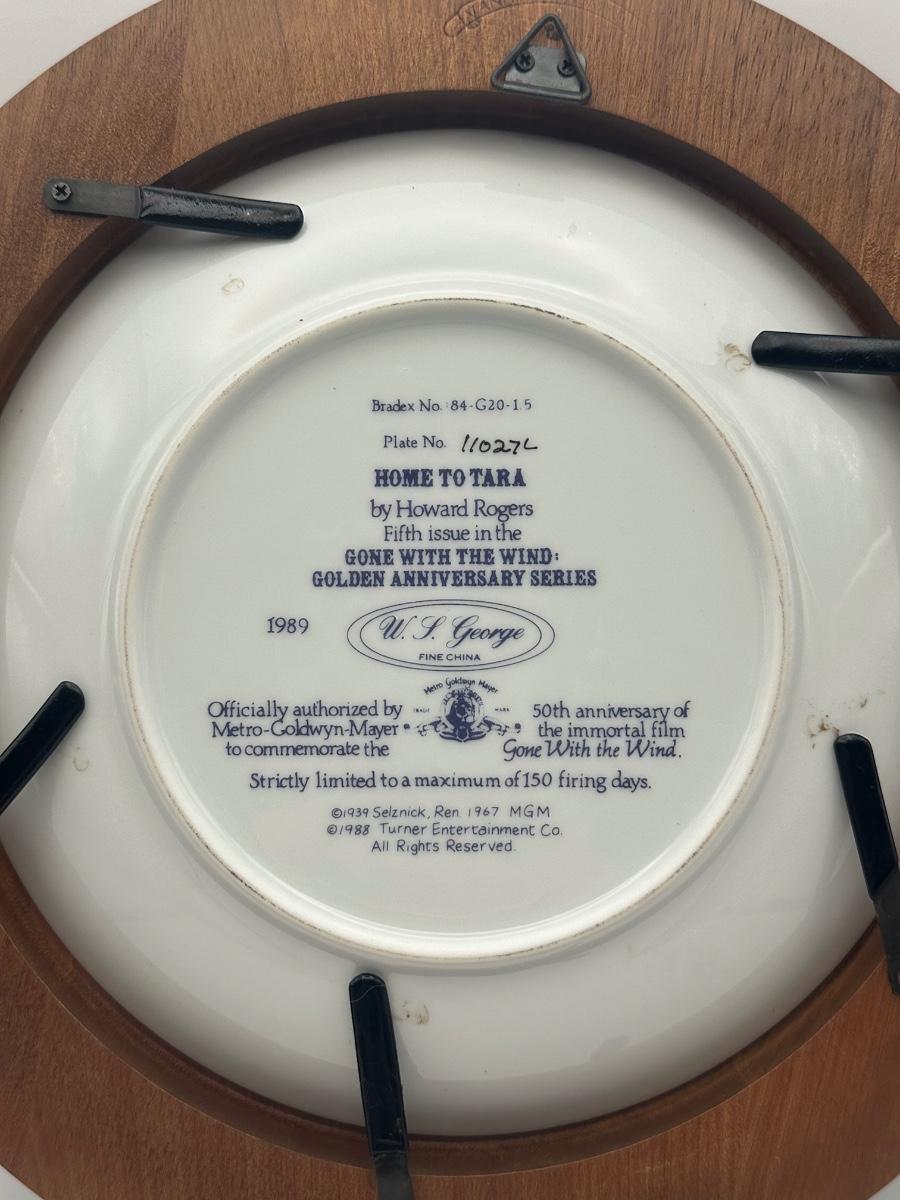 Bradex No. 84-G20-1.5
Plate No. 11027L
HOME TO TARA
by Howard Rogers
Fifth issue in the
GONE WITH THE WIND:
GOLDEN ANNIVERSARY SERIES
1989
W. S. George
FINE CHINA
Metro Goldwyn Mayer
TRADE MARK
Officially authorized by 50th anniversary of
Metro-Goldwyn-Mayer the immortal film
to commemorate the Gone With the Wind.
Strictly limited to a maximum of 150 firing days.
©1939 Selznick, Ren. 1967 MGM
©1988 Turner Entertainment Co.
All Rights Reserved.